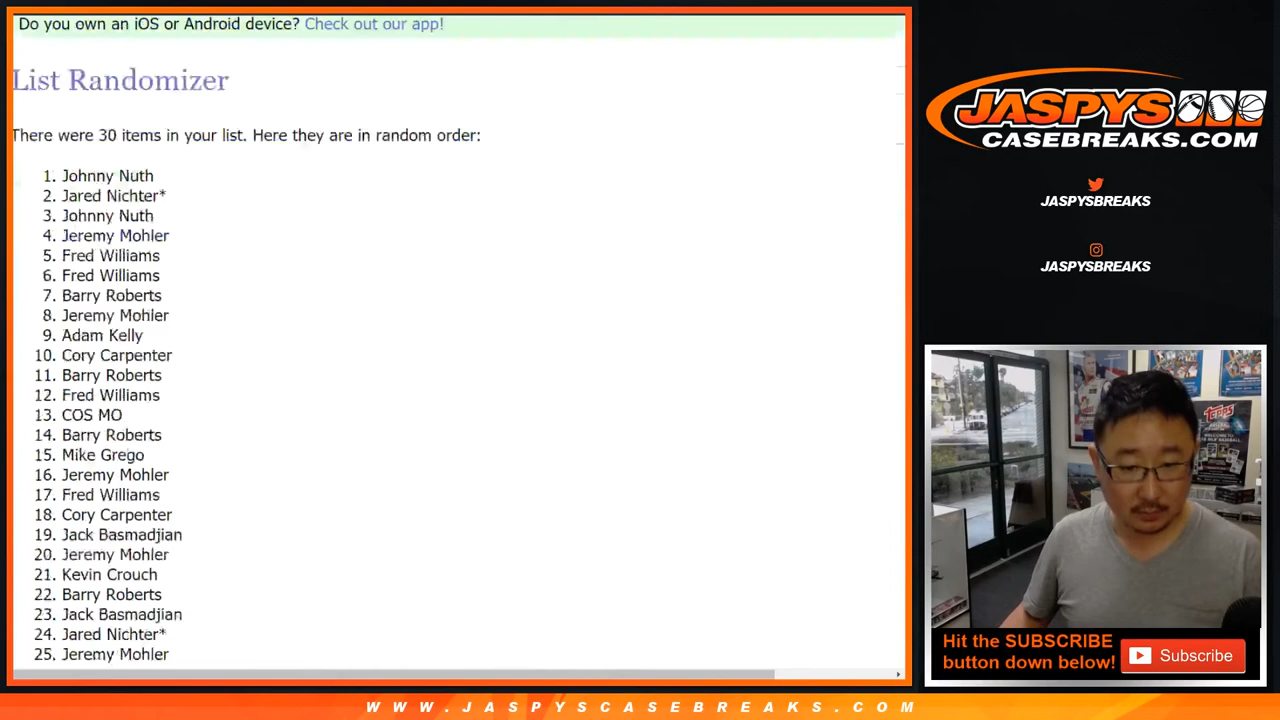 Do you own an iOS or Android device? Check out our app!
List Randomizer
There were 30 items in your list. Here they are in random order:
1. Johnny Nuth
2. Jared Nichter*
3. Johnny Nuth
4. Jeremy Mohler
5. Fred Williams
6. Fred Williams
7. Barry Roberts
8. Jeremy Mohler
9. Adam Kelly
10. Cory Carpenter
11. Barry Roberts
12. Fred Williams
13. COS MO
14. Barry Roberts
15. Mike Grego
16. Jeremy Mohler
17. Fred Williams
18. Cory Carpenter
19. Jack Basmadjian
20. Jeremy Mohler
21. Kevin Crouch
22. Barry Roberts
23. Jack Basmadjian
24. Jared Nichter*
25. Jeremy Mohler
JASPYS
CASEBREAKS.COM
JASPYSBREAKS
JASPYSBREAKS
TOPPS
Hit the SUBSCRIBE
button down below!
Subscribe
WWW.JASPYSCASEBREAKS.COM